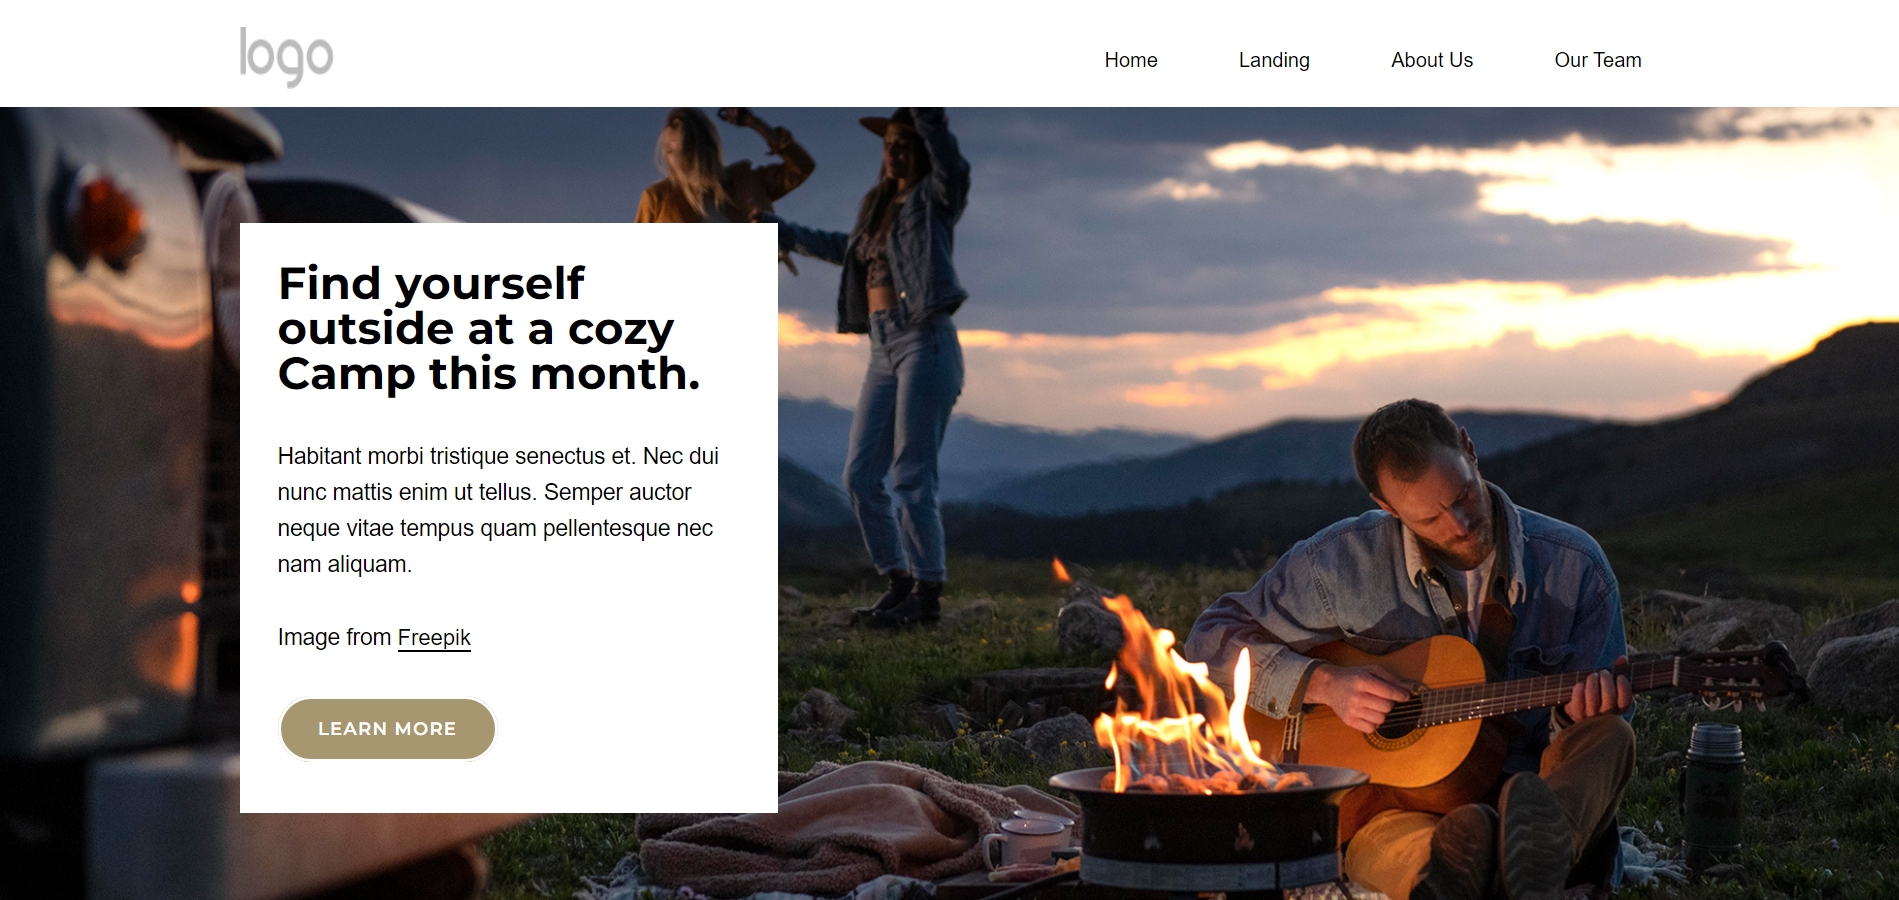 logo
Home
Landing
About Us
Our Team
Find yourself
outside at a cozy
Camp this month.
Habitant morbi tristique senectus et. Nec dui
nunc mattis enim ut tellus. Semper auctor
neque vitae tempus quam pellentesque nec
nam aliquam.
Image from Freepik
LEARN MORE